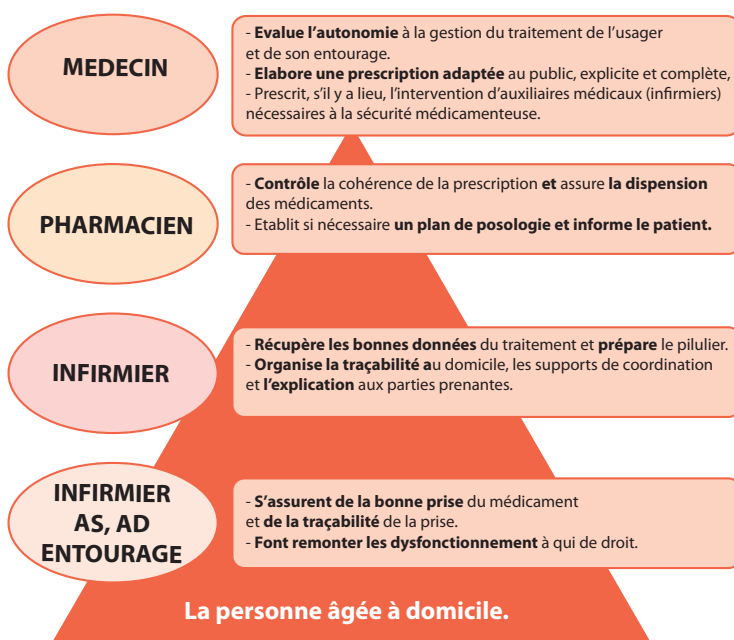 MEDECIN
- Evalue l’autonomie à la gestion du traitement de l’usager
et de son entourage.
- Elabore une prescription adaptée au public, explicite et complète,
- Prescrit, s’il y a lieu, l’intervention d’auxiliaires médicaux (infirmiers)
nécessaires à la sécurité médicamenteuse.
PHARMACIEN
- Contrôle la cohérence de la prescription et assure la dispension
des médicaments.
- Etablit si nécessaire un plan de posologie et informe le patient.
INFIRMIER
- Récupère les bonnes données du traitement et prépare le pilulier.
- Organise la traçabilité au domicile, les supports de coordination
et l’explication aux parties prenantes.
INFIRMIER
AS, AD
ENTOURAGE
- S’assurent de la bonne prise du médicament
et de la traçabilité de la prise.
- Font remonter les dysfonctionnement à qui de droit.
La personne âgée à domicile.